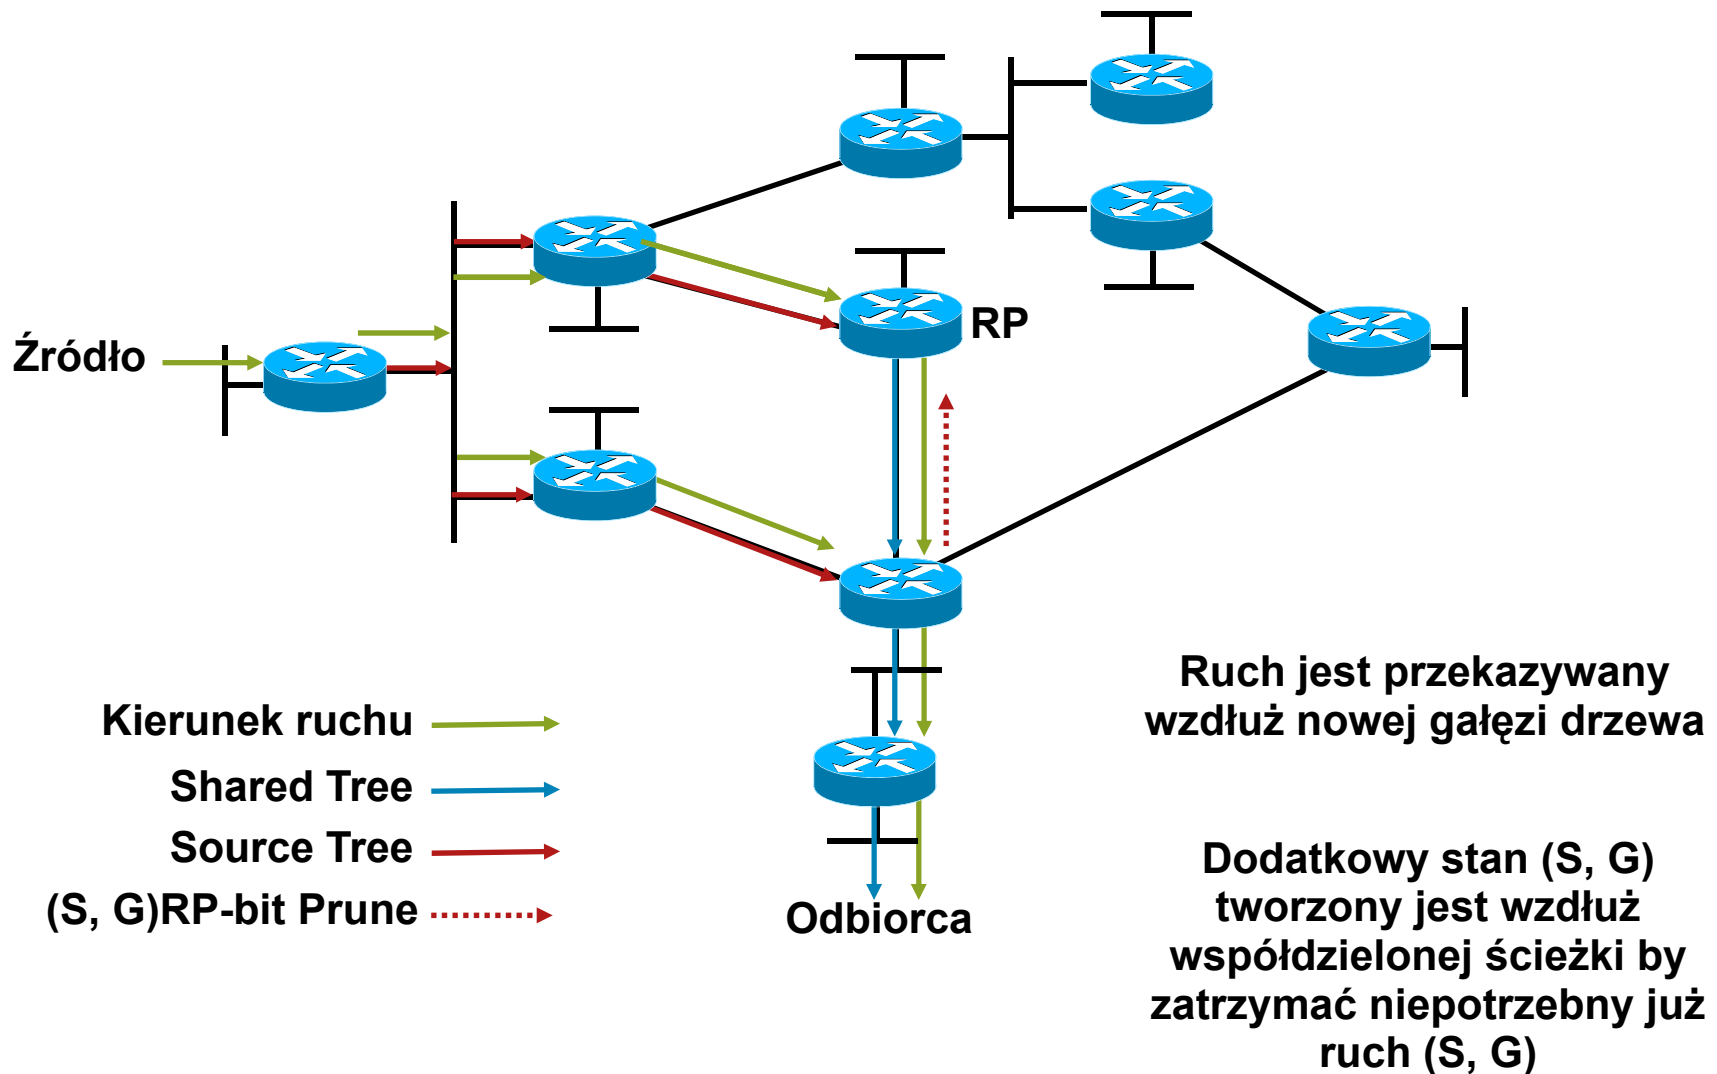 RP
Źródło
Kierunek ruchu
Shared Tree
Source Tree
(S, G)RP-bit Prune
Odbiorca
Ruch jest przekazywany
wzdłuż nowej gałęzi drzewa
Dodatkowy stan (S, G)
tworzony jest wzdłuż
współdzielonej ścieżki by
zatrzymać niepotrzebny już
ruch (S, G)